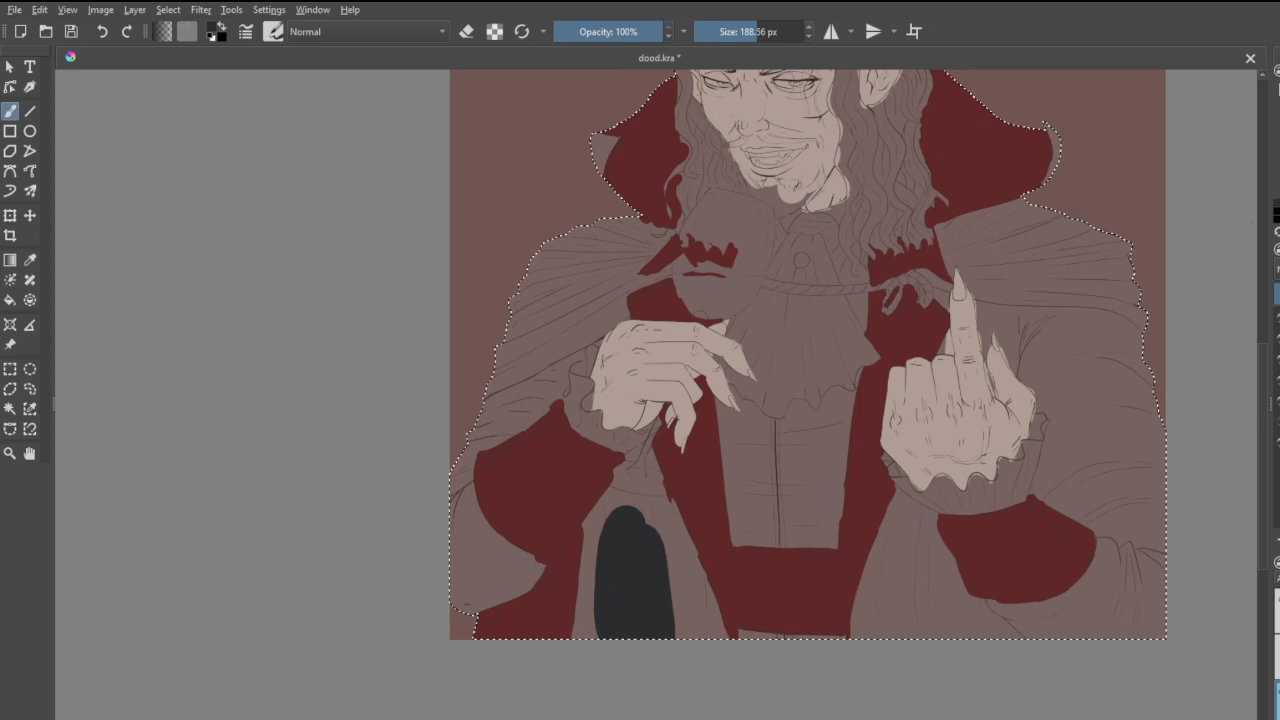 File Edit View Image Layer Select Filter Tools Settings Window Help
Normal Opacity: 100% Size: 188.56 px
dood.kra *